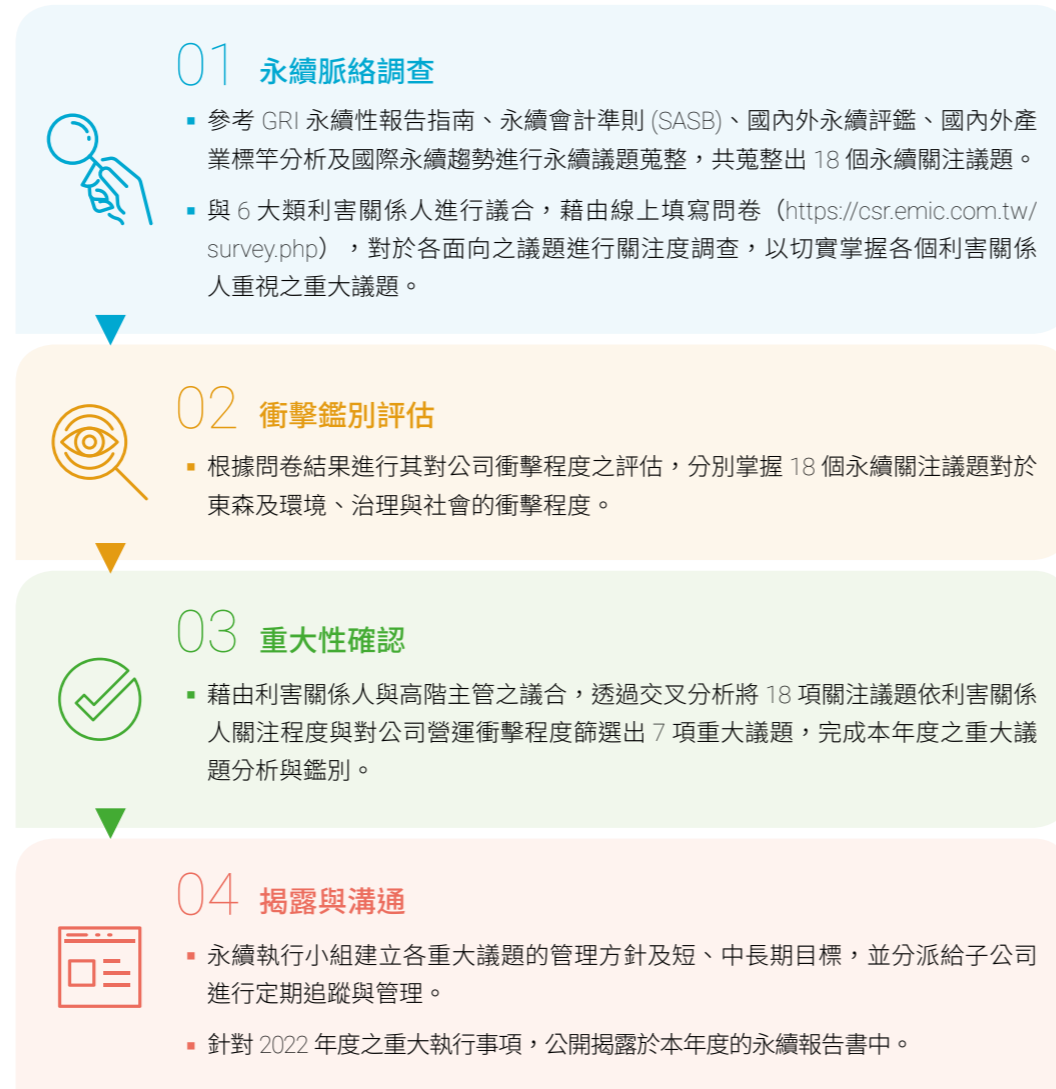 01 永續脈絡調查
▪ 參考 GRI 永續性報告指南、永續會計準則 (SASB)、國內外永續評鑑、國內外產
業標竿分析及國際永續趨勢進行永續議題蒐整，共蒐整出 18 個永續關注議題。
▪ 與 6 大類利害關係人進行議合，藉由線上填寫問卷（https://csr.emic.com.tw/
survey.php），對於各面向之議題進行關注度調查，以切實掌握各個利害關係
人重視之重大議題。
02 衝擊鑑別評估
▪ 根據問卷結果進行其對公司衝擊程度之評估，分別掌握 18 個永續關注議題對於
東森及環境、治理與社會的衝擊程度。
03 重大性確認
▪ 藉由利害關係人與高階主管之議合，透過交叉分析將 18 項關注議題依利害關係
人關注程度與對公司營運衝擊程度篩選出 7 項重大議題，完成本年度之重大議
題分析與鑑別。
04 揭露與溝通
▪ 永續執行小組建立各重大議題的管理方針及短、中長期目標，並分派給子公司
進行定期追蹤與管理。
▪ 針對 2022 年度之重大執行事項，公開揭露於本年度的永續報告書中。